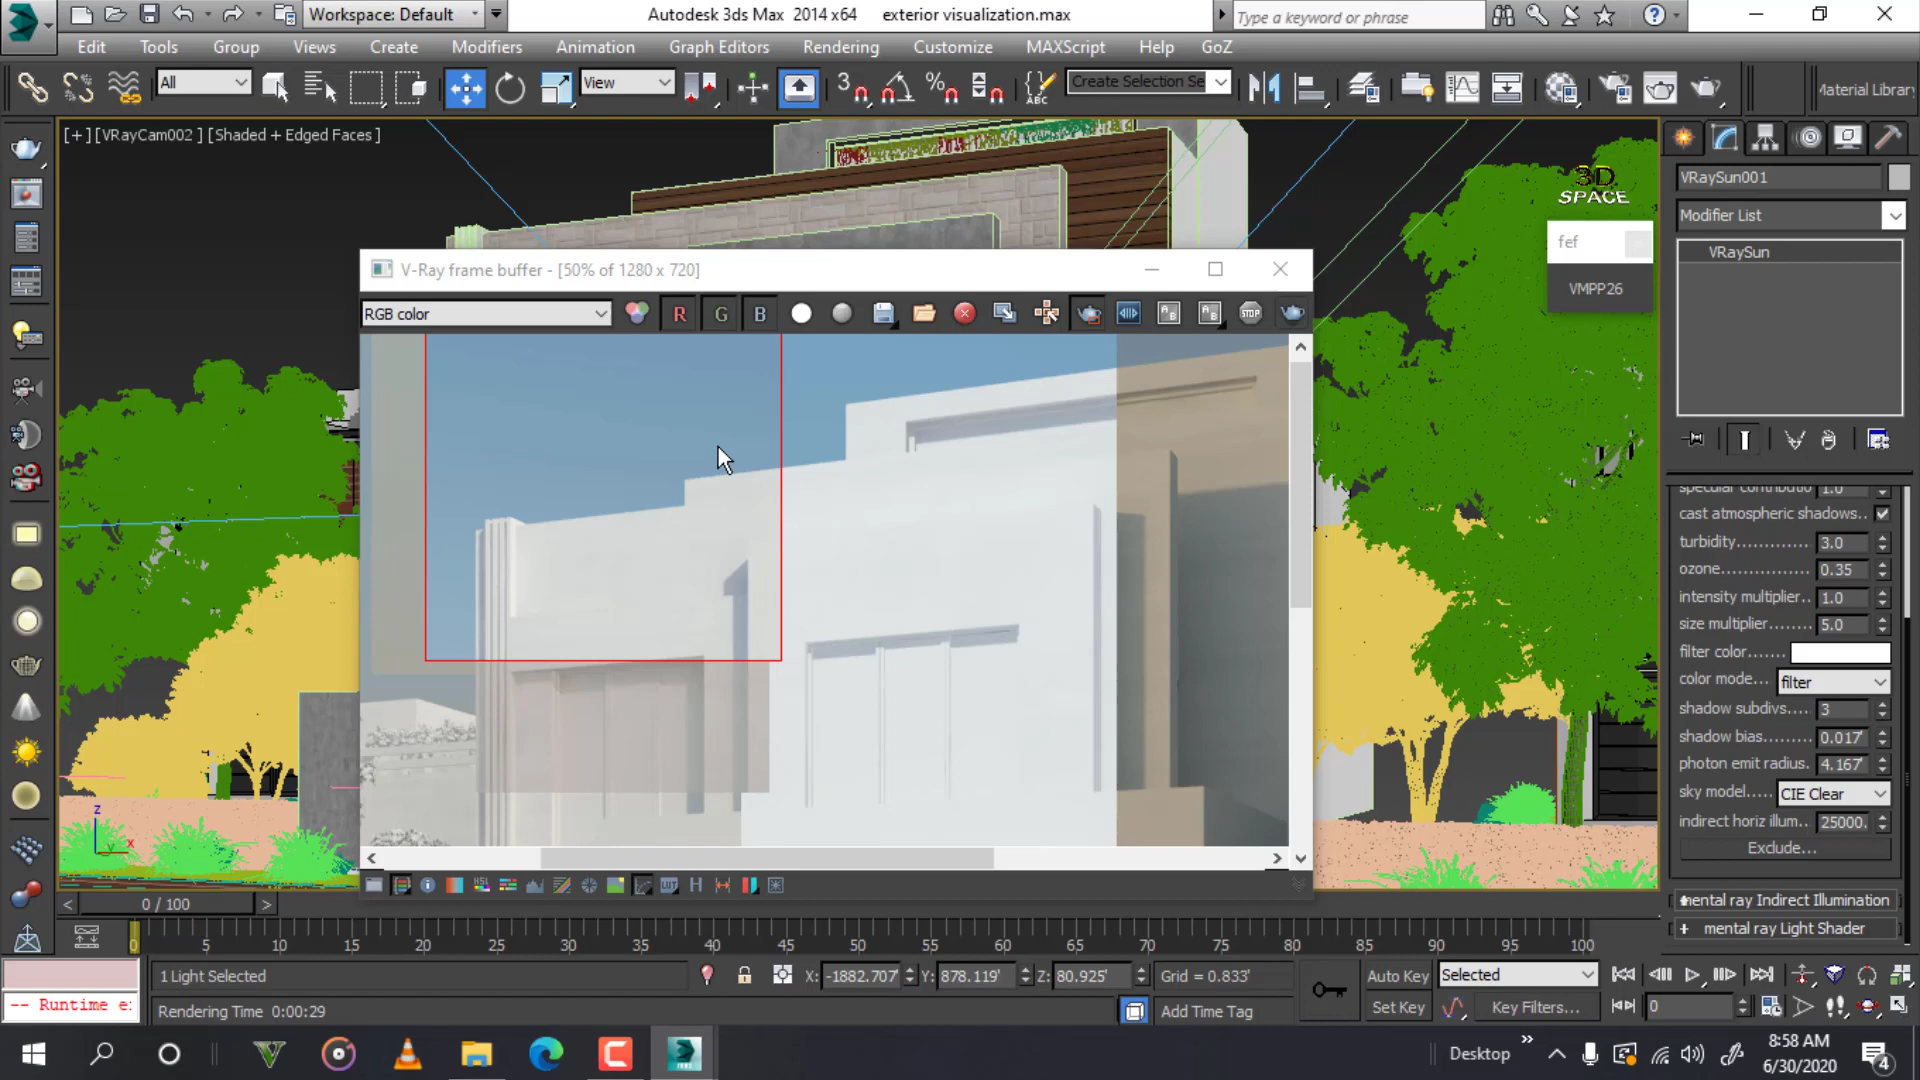 Workspace: Default
Autodesk 3ds Max 2014 x64 exterior visualization.max
Type a keyword or phrase
Edit Tools Group Views Create Modifiers Animation Graph Editors Rendering Customize MAXScript Help GoZ
All
View
Create Selection Se
Material Library
[+] [VRayCam002 ] [Shaded + Edged Faces ]
3D
SPACE
fef
VMPP26
V-Ray frame buffer - [50% of 1280 x 720]
RGB color
R G B
STOP
VRaySun001
Modifier List
VRaySun
specular contributio 1.0
cast atmospheric shadows..
turbidity............ 3.0
ozone............... 0.35
intensity multiplier.. 1.0
size multiplier....... 5.0
filter color.......
color mode... filter
shadow subdivs.... 3
shadow bias....... 0.017'
photon emit radius. 4.167'
sky model..... CIE Clear
indirect horiz illum.. 25000.
Exclude...
mental ray Indirect Illumination
+ mental ray Light Shader
z
y
x
< 0 / 100 >
0 5 10 15 20 25 30 35 40 45 50 55 60 65 70 75 80 85 90 95 100
1 Light Selected
X: -1882.707' Y: 878.119' Z: 80.925' Grid = 0.833'
Auto Key Selected
-- Runtime e:
Rendering Time 0:00:29
Add Time Tag
Set Key Key Filters... 0
Desktop
8:58 AM
6/30/2020
4